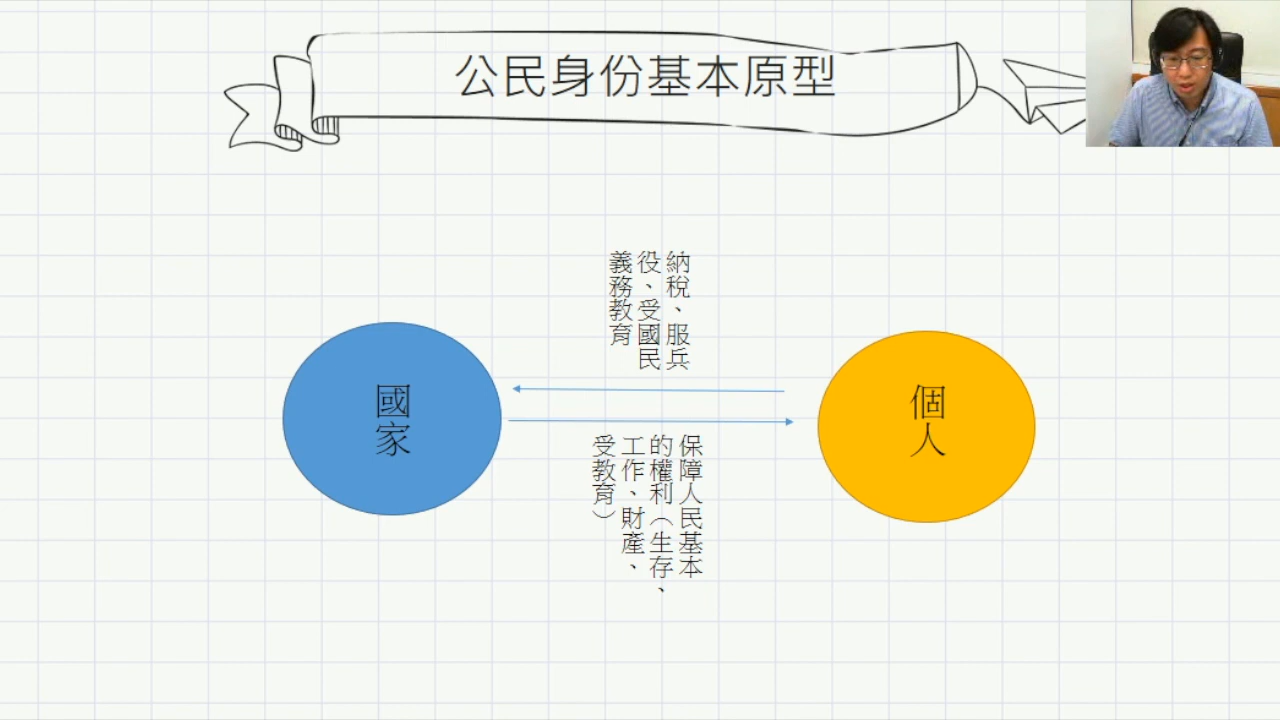 公民身份基本原型
納稅、服兵
役、受國民
義務教育
國家
個人
保障人民基本
的權利（生存、
工作、財產、
受教育）